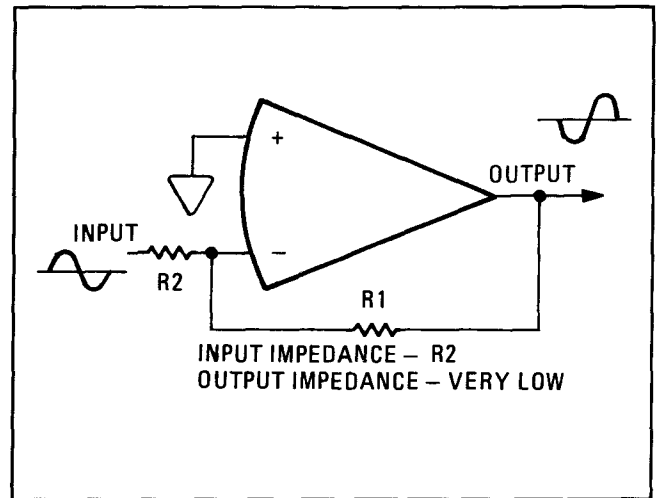 +
OUTPUT
INPUT
−
R2
R1
INPUT IMPEDANCE – R2
OUTPUT IMPEDANCE – VERY LOW